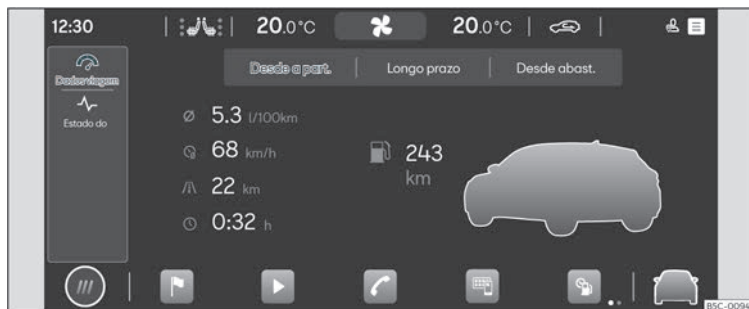 12:30 20.0°C 20.0°C
Dados viagem
Estado do
Desde a part. Longo prazo Desde abast.
Ø 5.3 l/100km
68 km/h
22 km
0:32 h
243
km
B5C-0094